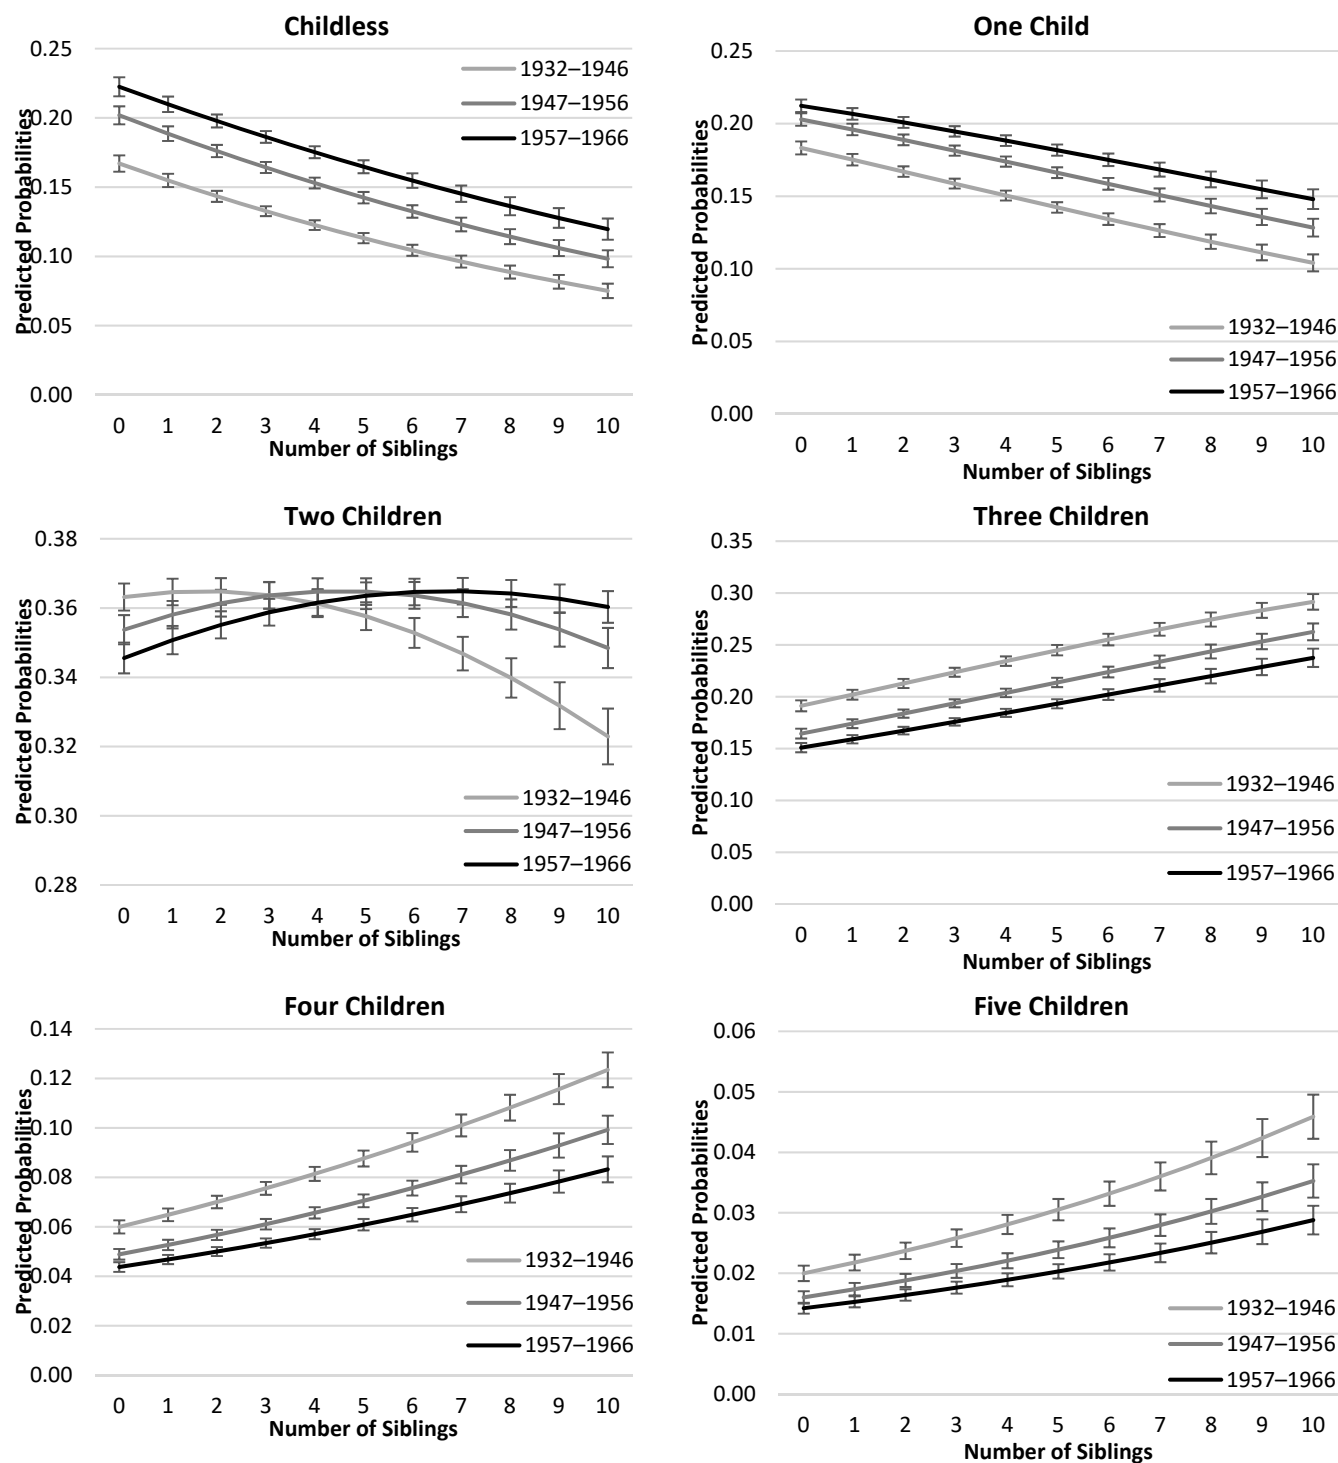 Childless
Predicted Probabilities
0.25
0.20
0.15
0.10
0.05
0.00
1932–1946
1947–1956
1957–1966
0 1 2 3 4 5 6 7 8 9 10
Number of Siblings
One Child
Predicted Probabilities
0.25
0.20
0.15
0.10
0.05
0.00
1932–1946
1947–1956
1957–1966
0 1 2 3 4 5 6 7 8 9 10
Number of Siblings
Two Children
Predicted Probabilities
0.38
0.36
0.34
0.32
0.30
0.28
1932–1946
1947–1956
1957–1966
0 1 2 3 4 5 6 7 8 9 10
Number of Siblings
Three Children
Predicted Probabilities
0.35
0.30
0.25
0.20
0.15
0.10
0.05
0.00
1932–1946
1947–1956
1957–1966
0 1 2 3 4 5 6 7 8 9 10
Number of Siblings
Four Children
Predicted Probabilities
0.14
0.12
0.10
0.08
0.06
0.04
0.02
0.00
1932–1946
1947–1956
1957–1966
0 1 2 3 4 5 6 7 8 9 10
Number of Siblings
Five Children
Predicted Probabilities
0.06
0.05
0.04
0.03
0.02
0.01
0.00
1932–1946
1947–1956
1957–1966
0 1 2 3 4 5 6 7 8 9 10
Number of Siblings